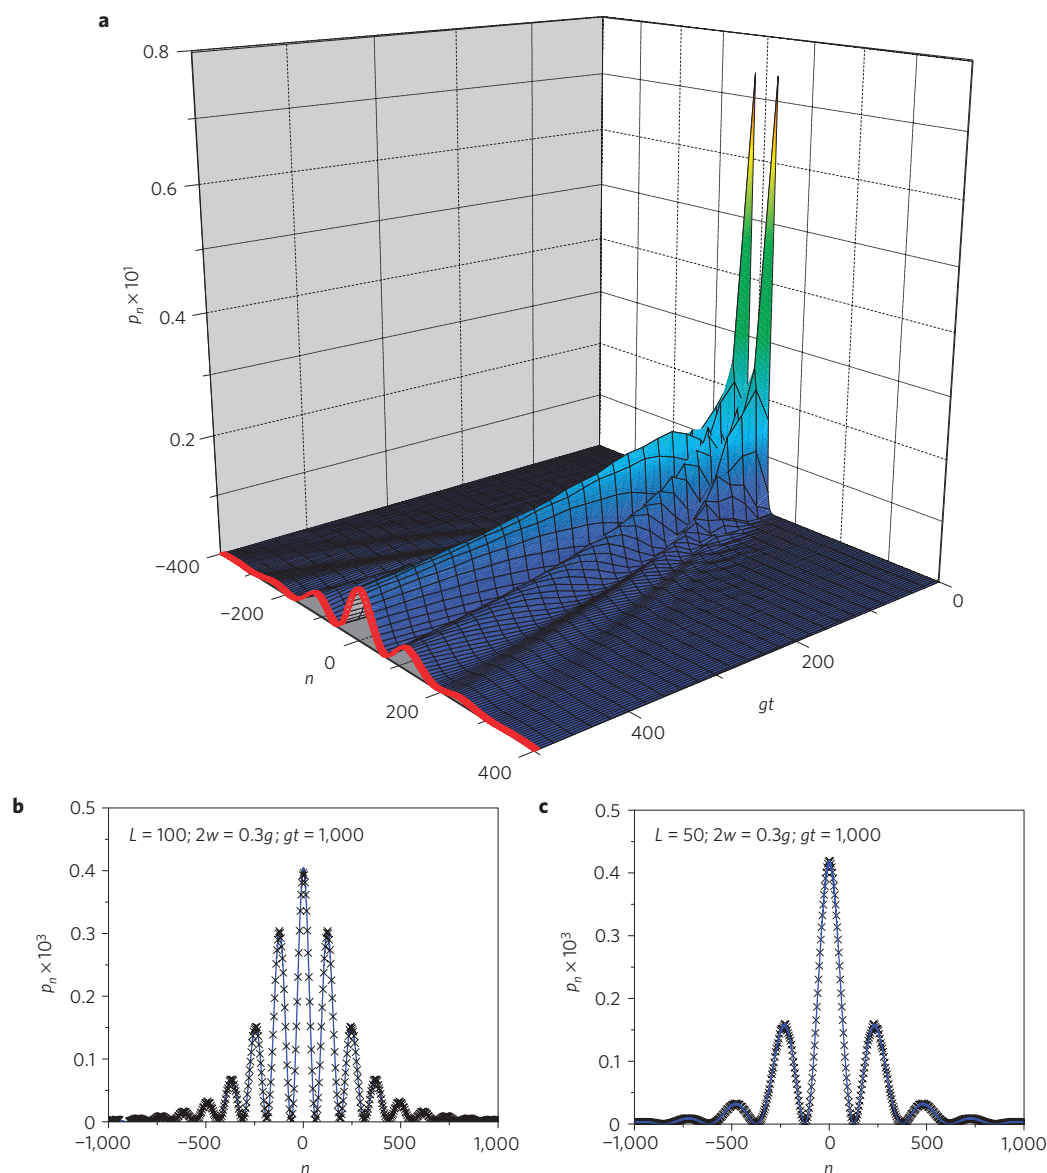 a
0.8
0.6
p_n × 10^1
0.4
0.2
−400
−200
0
n
200
400
0
200
gt
400
b
0.5
L = 100; 2w = 0.3g; gt = 1,000
0.4
0.3
p_n × 10^3
0.2
0.1
0
−1,000 −500 0 500 1,000
n
c
0.5
L = 50; 2w = 0.3g; gt = 1,000
0.4
0.3
p_n × 10^3
0.2
0.1
0
−1,000 −500 0 500 1,000
n